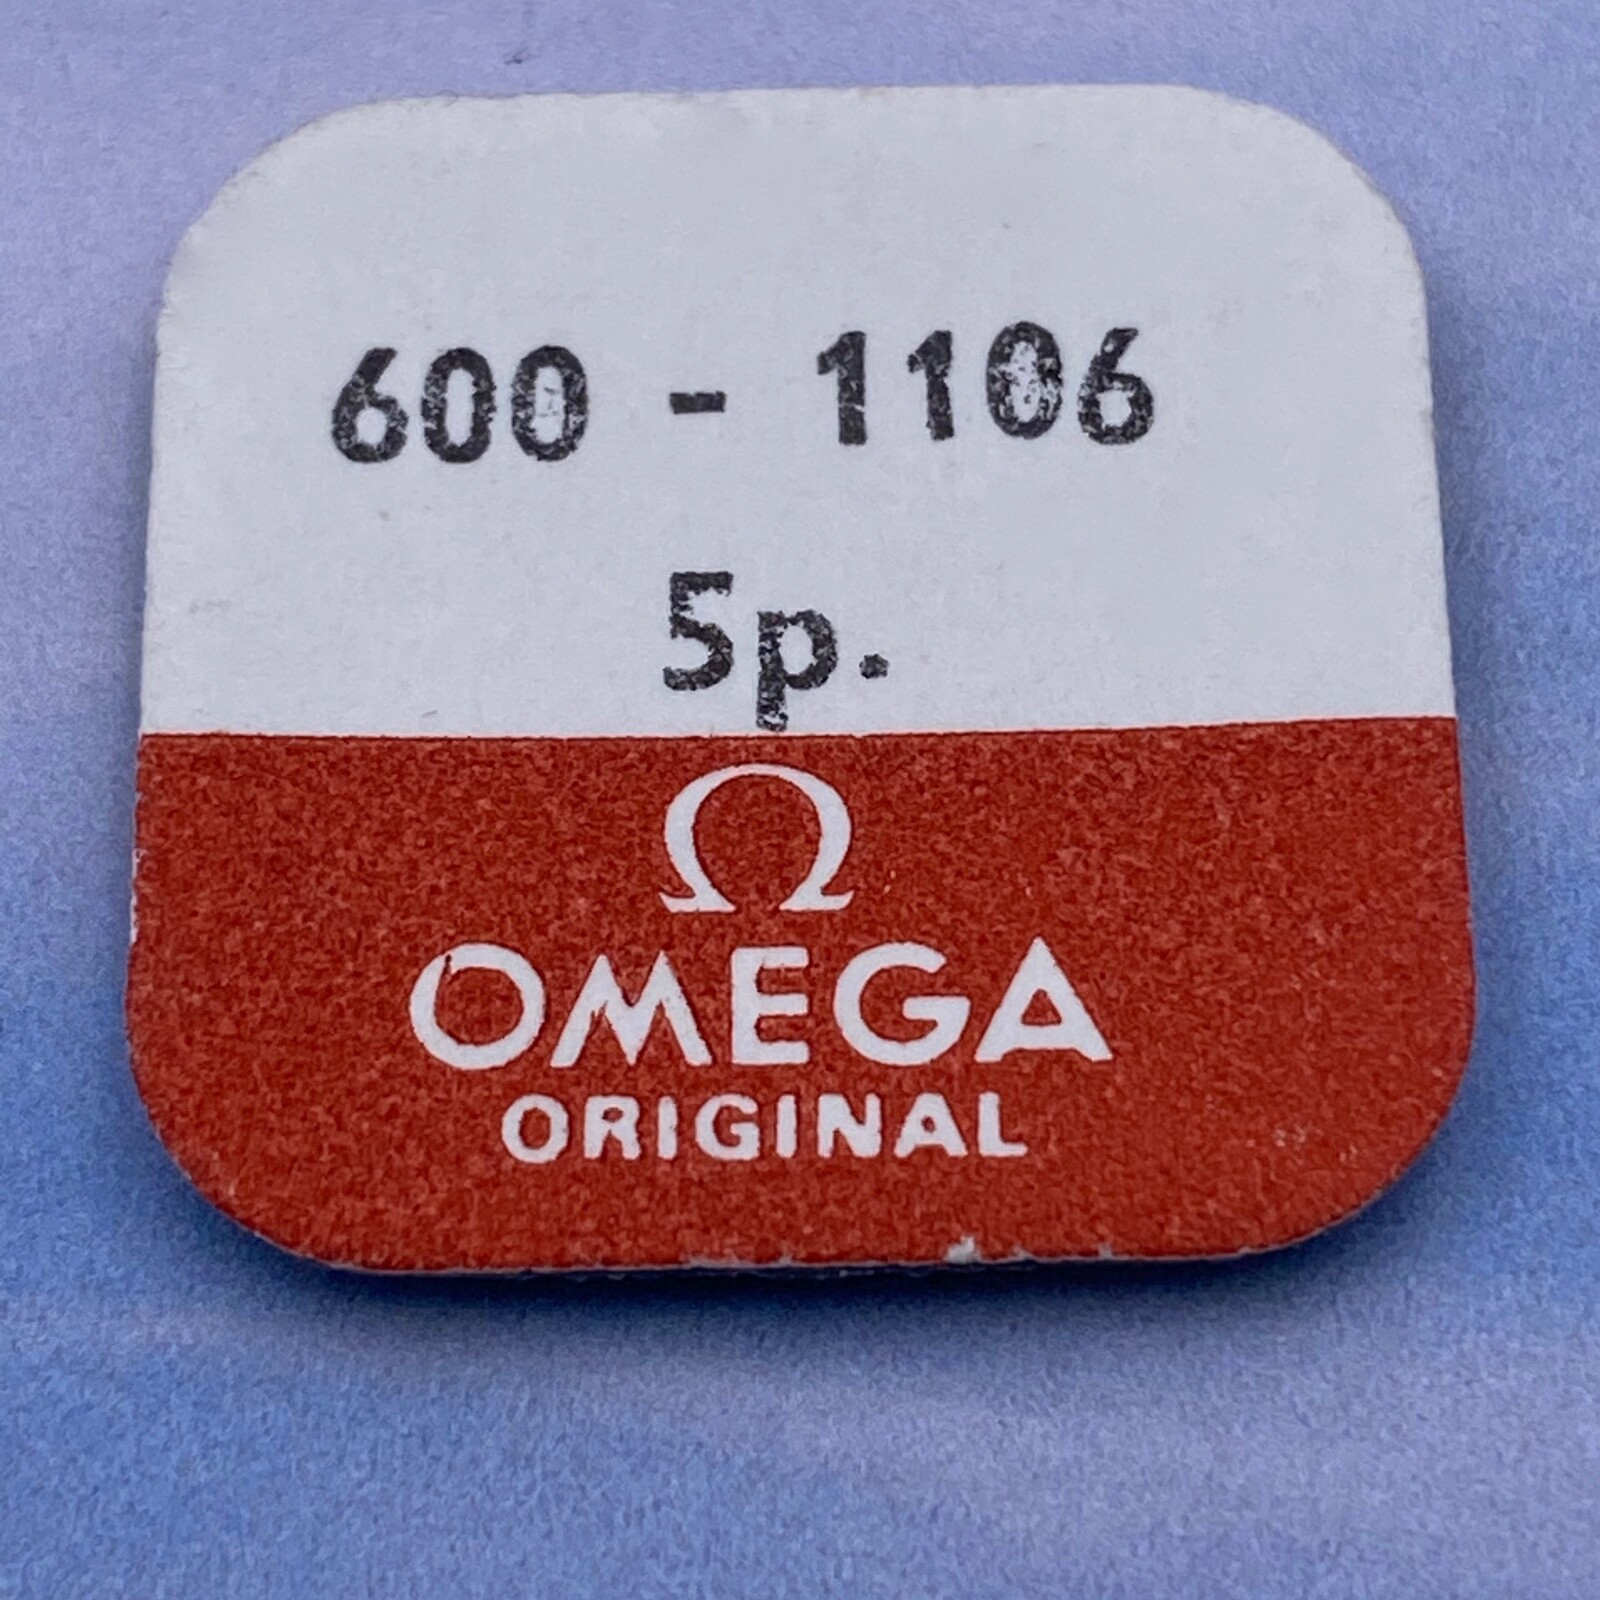 600 - 1106
5p.
Ω
OMEGA
ORIGINAL